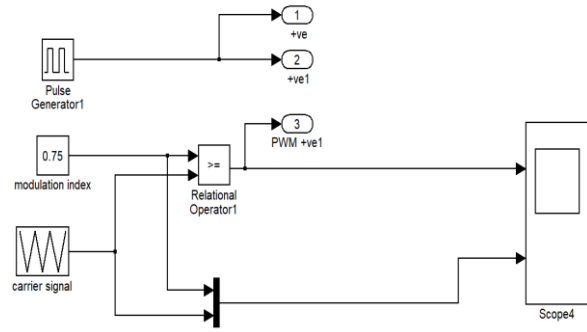 1
+ve
2
+ve1
Pulse
Generator1
3
PWM +ve1
0.75
modulation index
>=
Relational
Operator1
carrier signal
Scope4